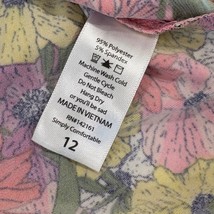 95% Polyester
5% Spandex
Machine Wash Cold
Gentle Cycle
Do Not Bleach
Hang Dry
or you'll be sad
MADE IN VIETNAM
RN#142161
Simply Comfortable
12